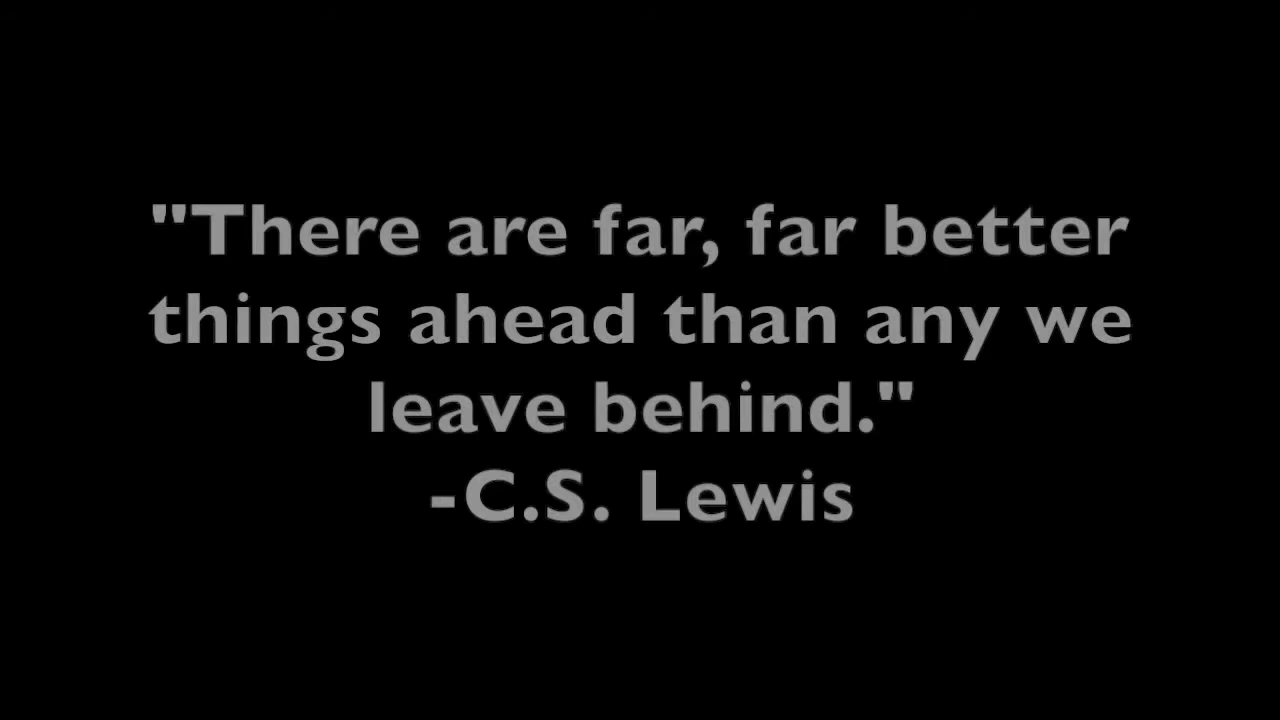 "There are far, far better
things ahead than any we
leave behind."
-C.S. Lewis